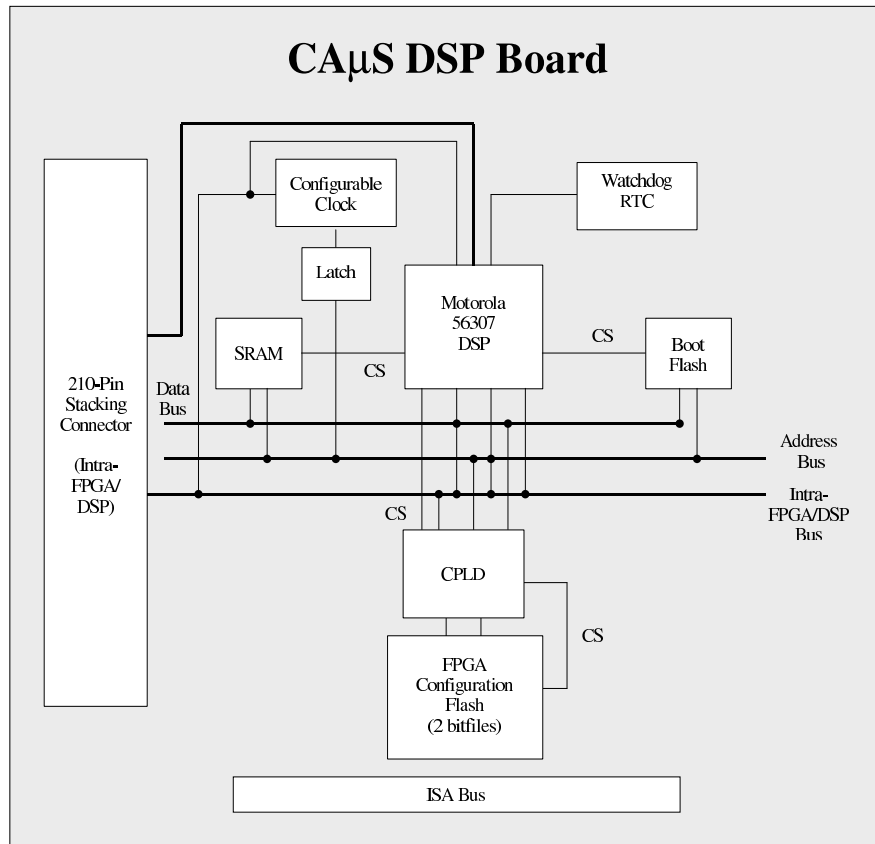 CAµS DSP Board
Configurable
Clock
Watchdog
RTC
Latch
Motorola
56307
DSP
SRAM
CS
CS
Boot
Flash
210-Pin
Stacking
Connector
(Intra-
FPGA/
DSP)
Data
Bus
Address
Bus
Intra-
FPGA/DSP
Bus
CS
CPLD
CS
FPGA
Configuration
Flash
(2 bitfiles)
ISA Bus